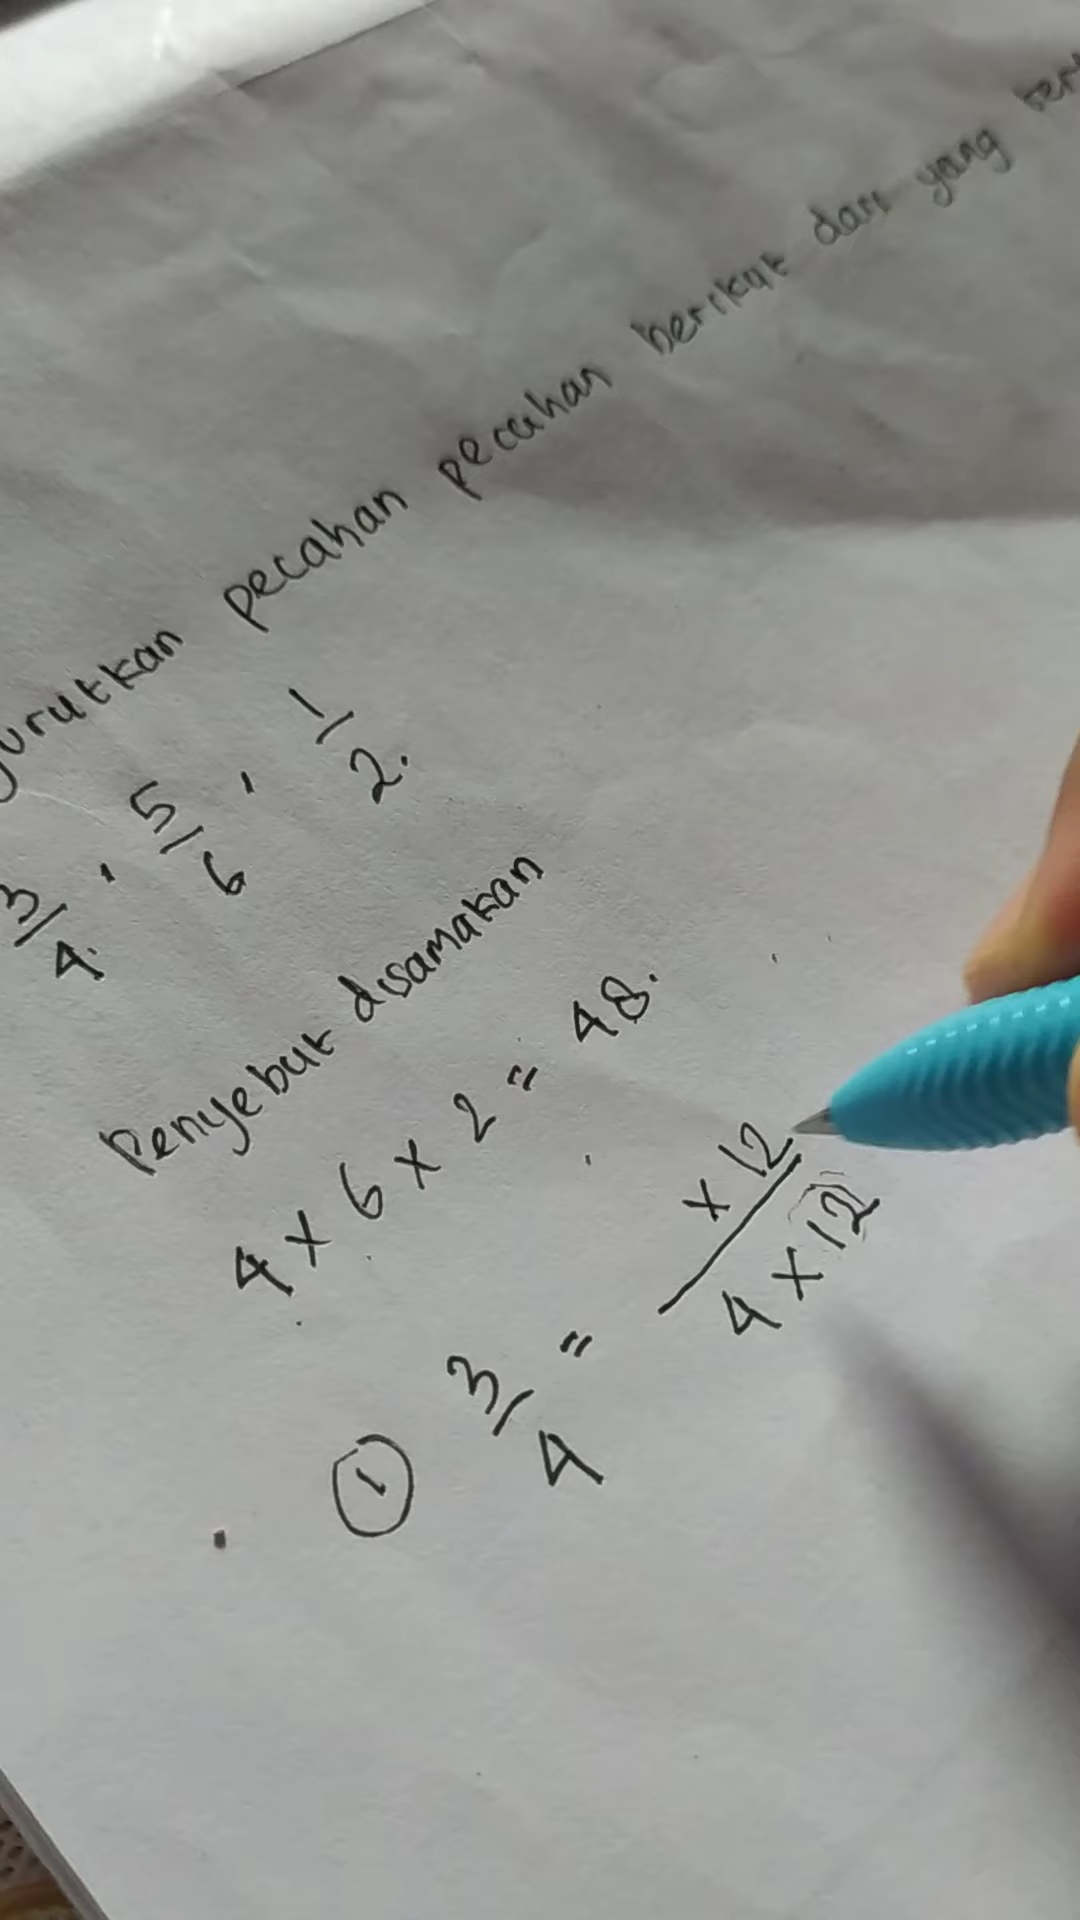 urutkan pecahan pecahan berikut dari yang
3/4 , 5/6 , 1/2.
Penyebut disamakan
4 x 6 x 2 = 48.
① 3/4 = x 12 / 4 x 12